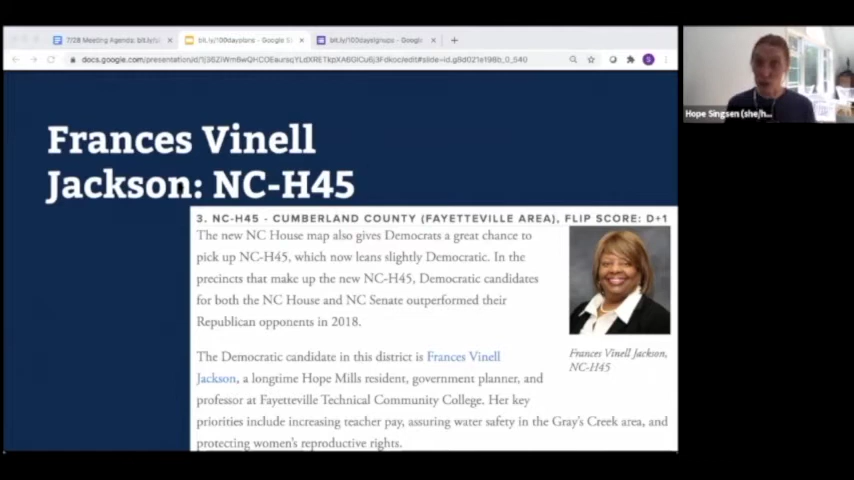 7/28 Meeting Agenda: bit.ly/
bit.ly/100dayplans - Google S
bit.ly/100daysignups - Google
docs.google.com/presentation/d/
Hope Singsen (she/h...
Frances Vinell
Jackson: NC-H45
3. NC-H45 - CUMBERLAND COUNTY (FAYETTEVILLE AREA), FLIP SCORE: D+1
The new NC House map also gives Democrats a great chance to
pick up NC-H45, which now leans slightly Democratic. In the
precincts that make up the new NC-H45, Democratic candidates
for both the NC House and NC Senate outperformed their
Republican opponents in 2018.
Frances Vinell Jackson,
NC-H45
The Democratic candidate in this district is Frances Vinell
Jackson, a longtime Hope Mills resident, government planner, and
professor at Fayetteville Technical Community College. Her key
priorities include increasing teacher pay, assuring water safety in the Gray's Creek area, and
protecting women's reproductive rights.